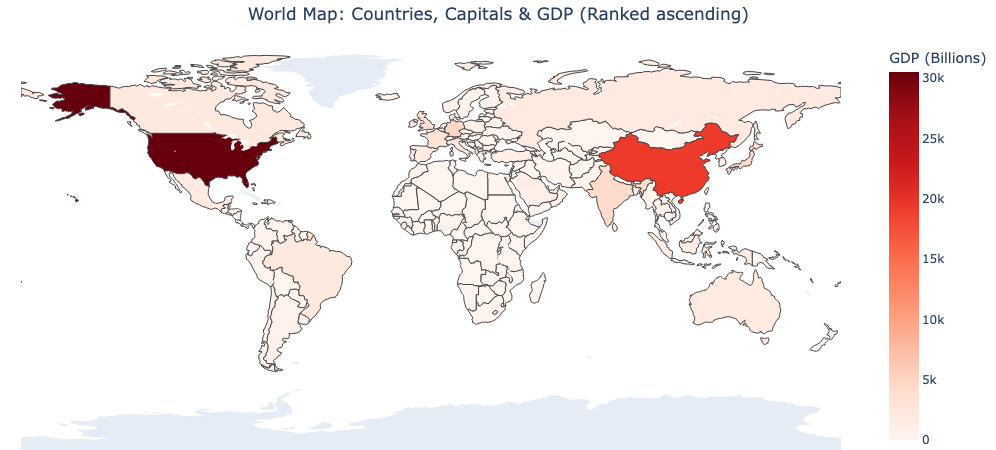 World Map: Countries, Capitals & GDP (Ranked ascending)
GDP (Billions)
30k
25k
20k
15k
10k
5k
0